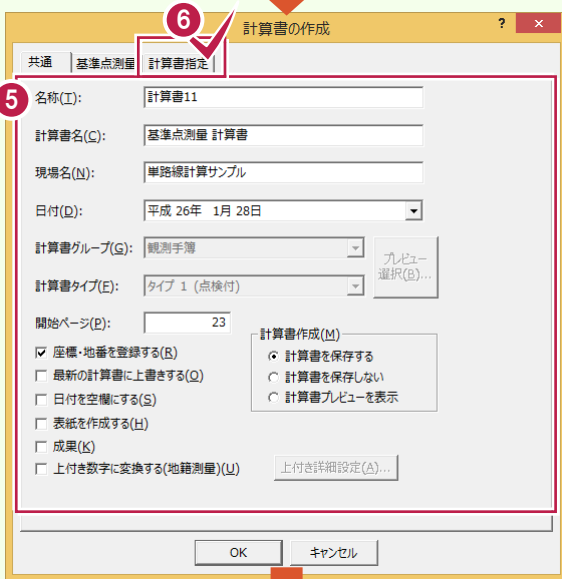 6
計算書の作成
? ×
共通 基準点測量 計算書指定
5
名称(T): 計算書11
計算書名(C): 基準点測量 計算書
現場名(N): 単路線計算サンプル
日付(D): 平成 26年 1月 28日
計算書グループ(G): 観測手簿
プレビュー
選択(B)...
計算書タイプ(E): タイプ 1 (点検付)
開始ページ(P): 23
計算書作成(M)
座標・地番を登録する(R)
計算書を保存する
最新の計算書に上書きする(O)
計算書を保存しない
日付を空欄にする(S)
計算書プレビューを表示
表紙を作成する(H)
成果(K)
上付き数字に変換する(地籍測量)(U) 上付き詳細設定(A)...
OK キャンセル